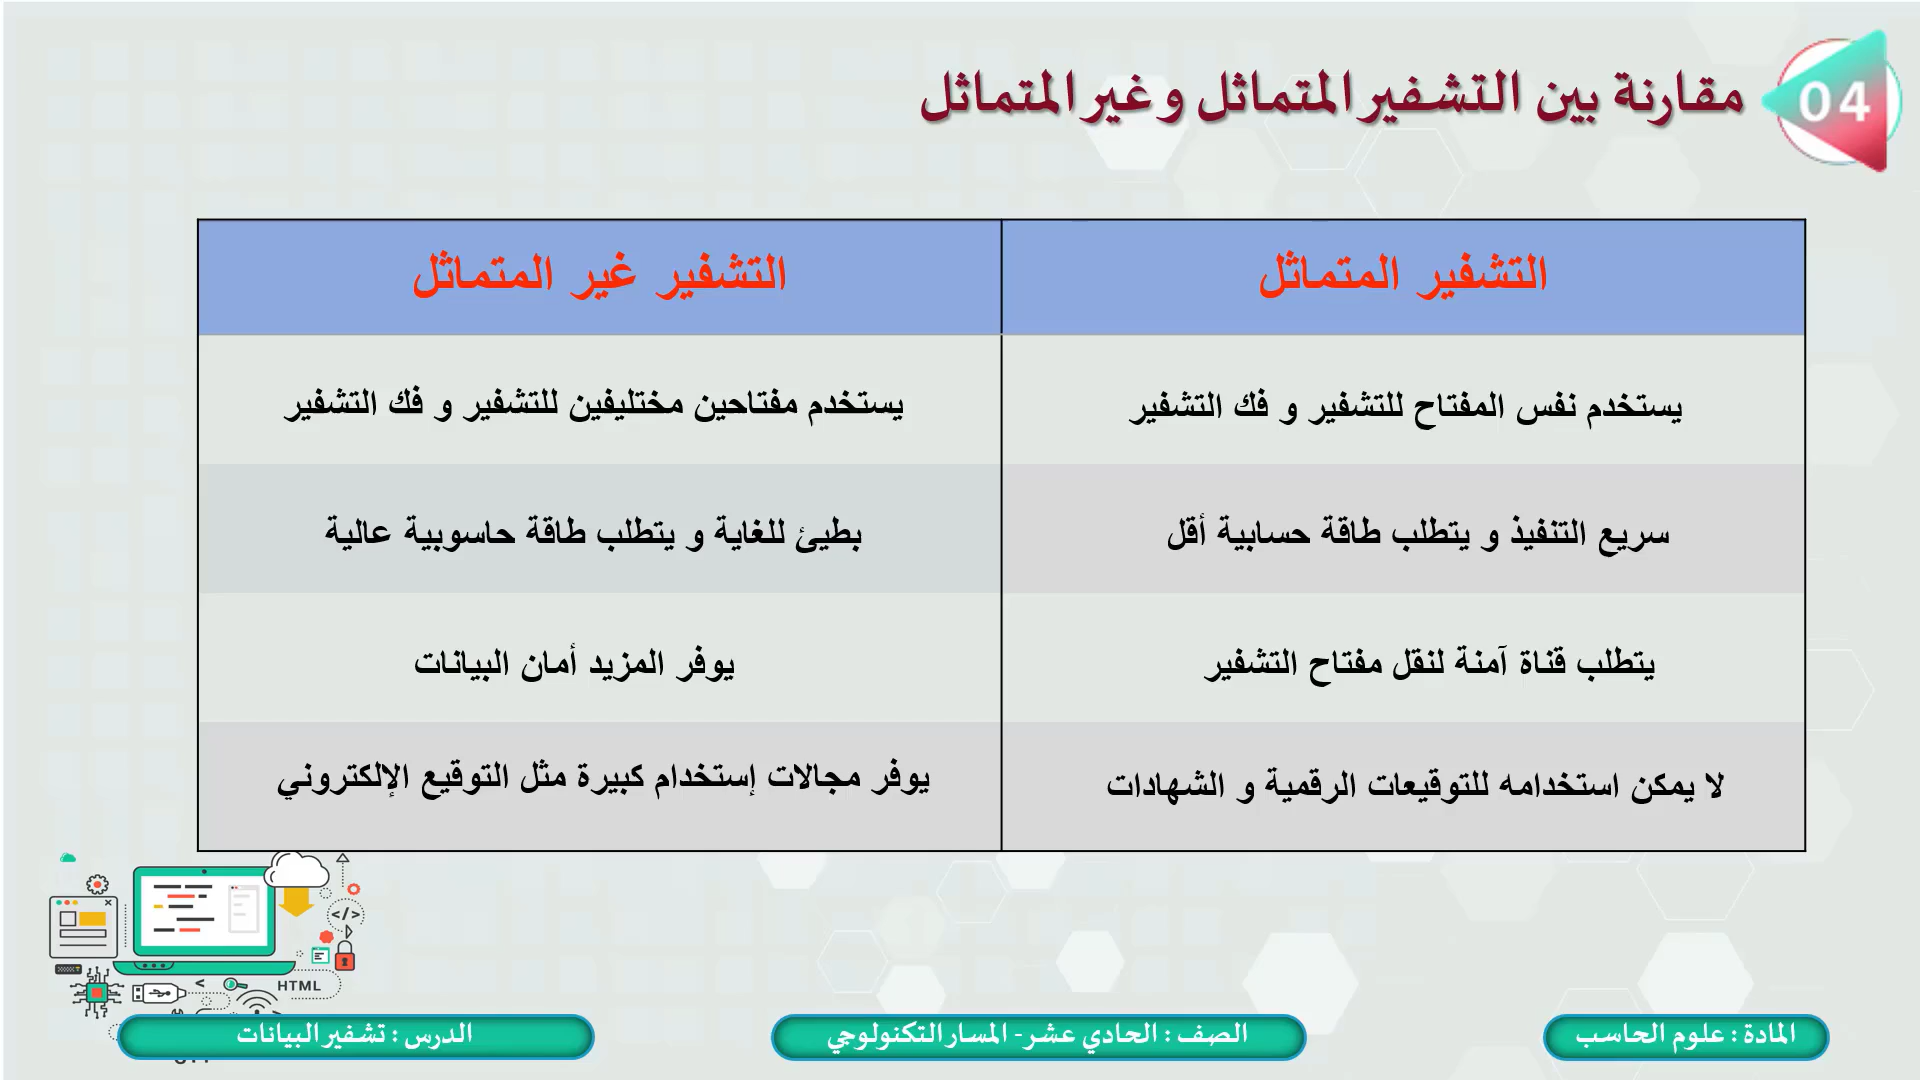 04
مقارنة بين التشفير المتماثل و غير المتماثل
التشفير المتماثل
التشفير غير المتماثل
يستخدم نفس المفتاح للتشفير و فك التشفير
يستخدم مفتاحين مختليفين للتشفير و فك التشفير
سريع التنفيذ و يتطلب طاقة حسابية أقل
بطيئ للغاية و يتطلب طاقة حاسوبية عالية
يتطلب قناة آمنة لنقل مفتاح التشفير
يوفر المزيد أمان البيانات
لا يمكن استخدامه للتوقيعات الرقمية و الشهادات
يوفر مجالات إستخدام كبيرة مثل التوقيع الإلكتروني
</>
<
HTML
المادة : علوم الحاسب
الصف : الحادي عشر- المسار التكنولوجي
الدرس : تشفير البيانات